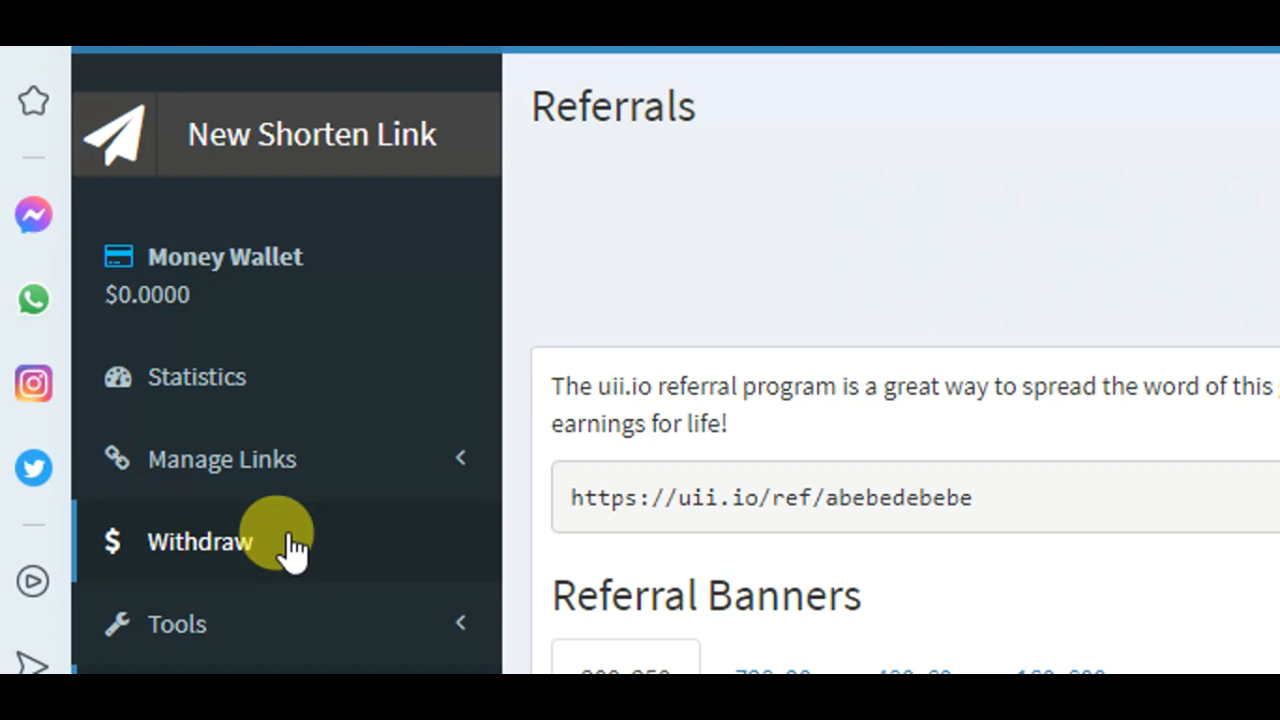 New Shorten Link
Money Wallet
$0.0000
Statistics
Manage Links
$ Withdraw
Tools
Referrals
The uii.io referral program is a great way to spread the word of this
earnings for life!
https://uii.io/ref/abebedebebe
Referral Banners